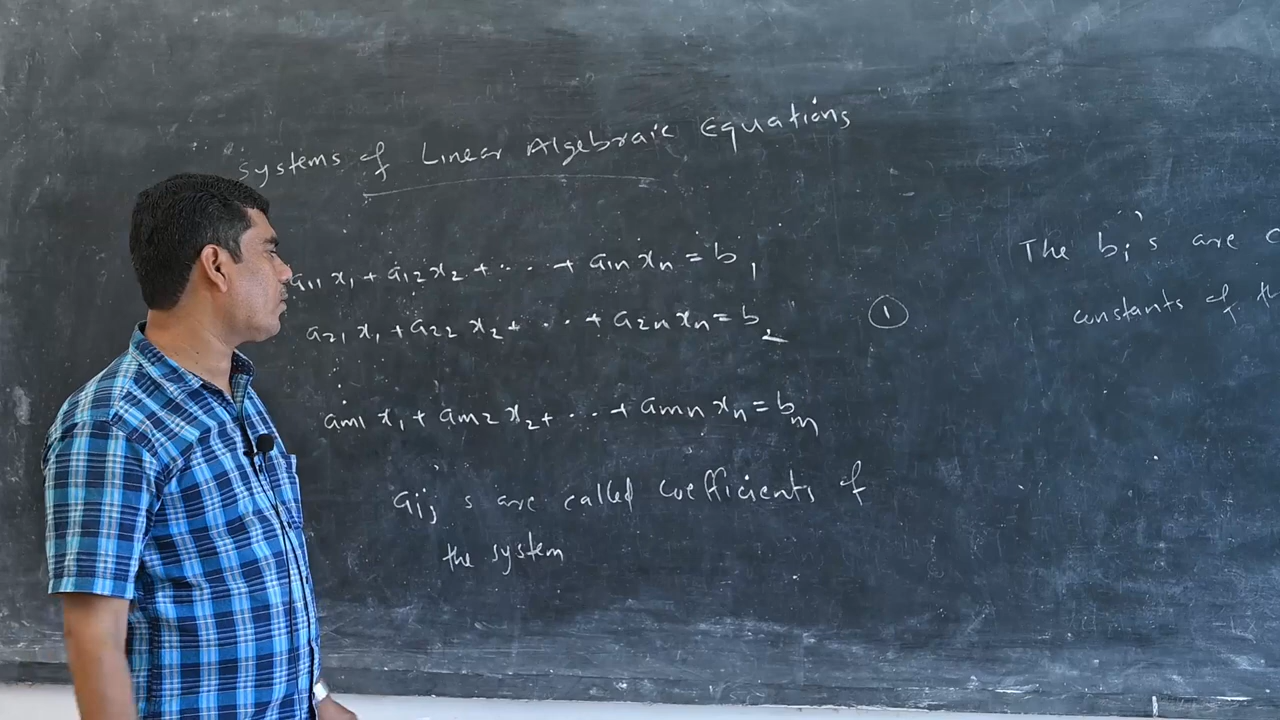 Systems of Linear Algebraic Equations
a11 x1 + a12 x2 + ... + a1n xn = b1
a21 x1 + a22 x2 + ... + a2n xn = b2
1
am1 x1 + am2 x2 + ... + amn xn = bm
aij s are called coefficients of
the system
The bi's are
constants of